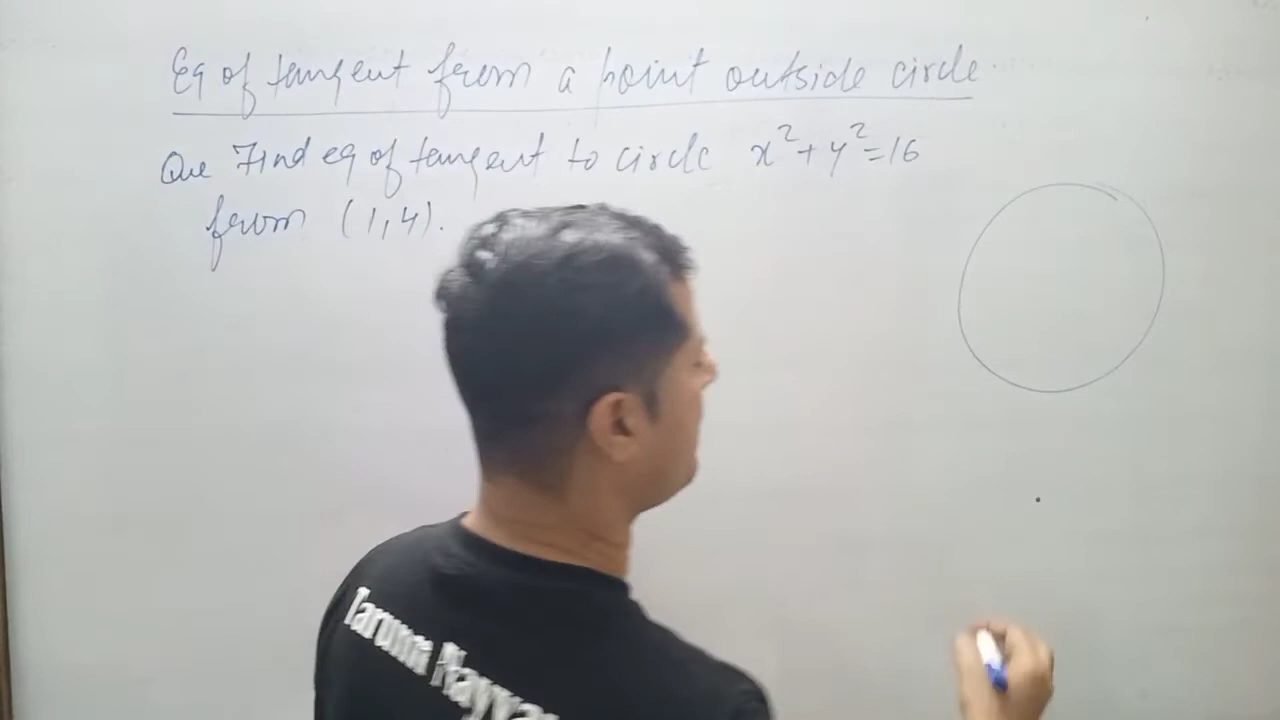 Eq of tangent from a point outside circle
Que Find eq of tangent to circle x²+y²=16
from (1,4).
Tarunn